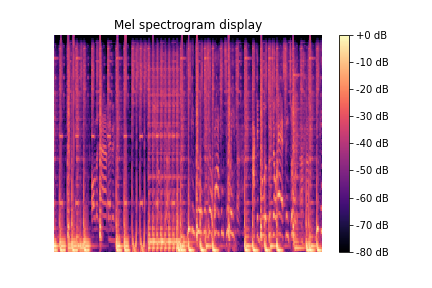 Mel spectrogram display
+0 dB
-10 dB
-20 dB
-30 dB
-40 dB
-50 dB
-60 dB
-70 dB
-80 dB